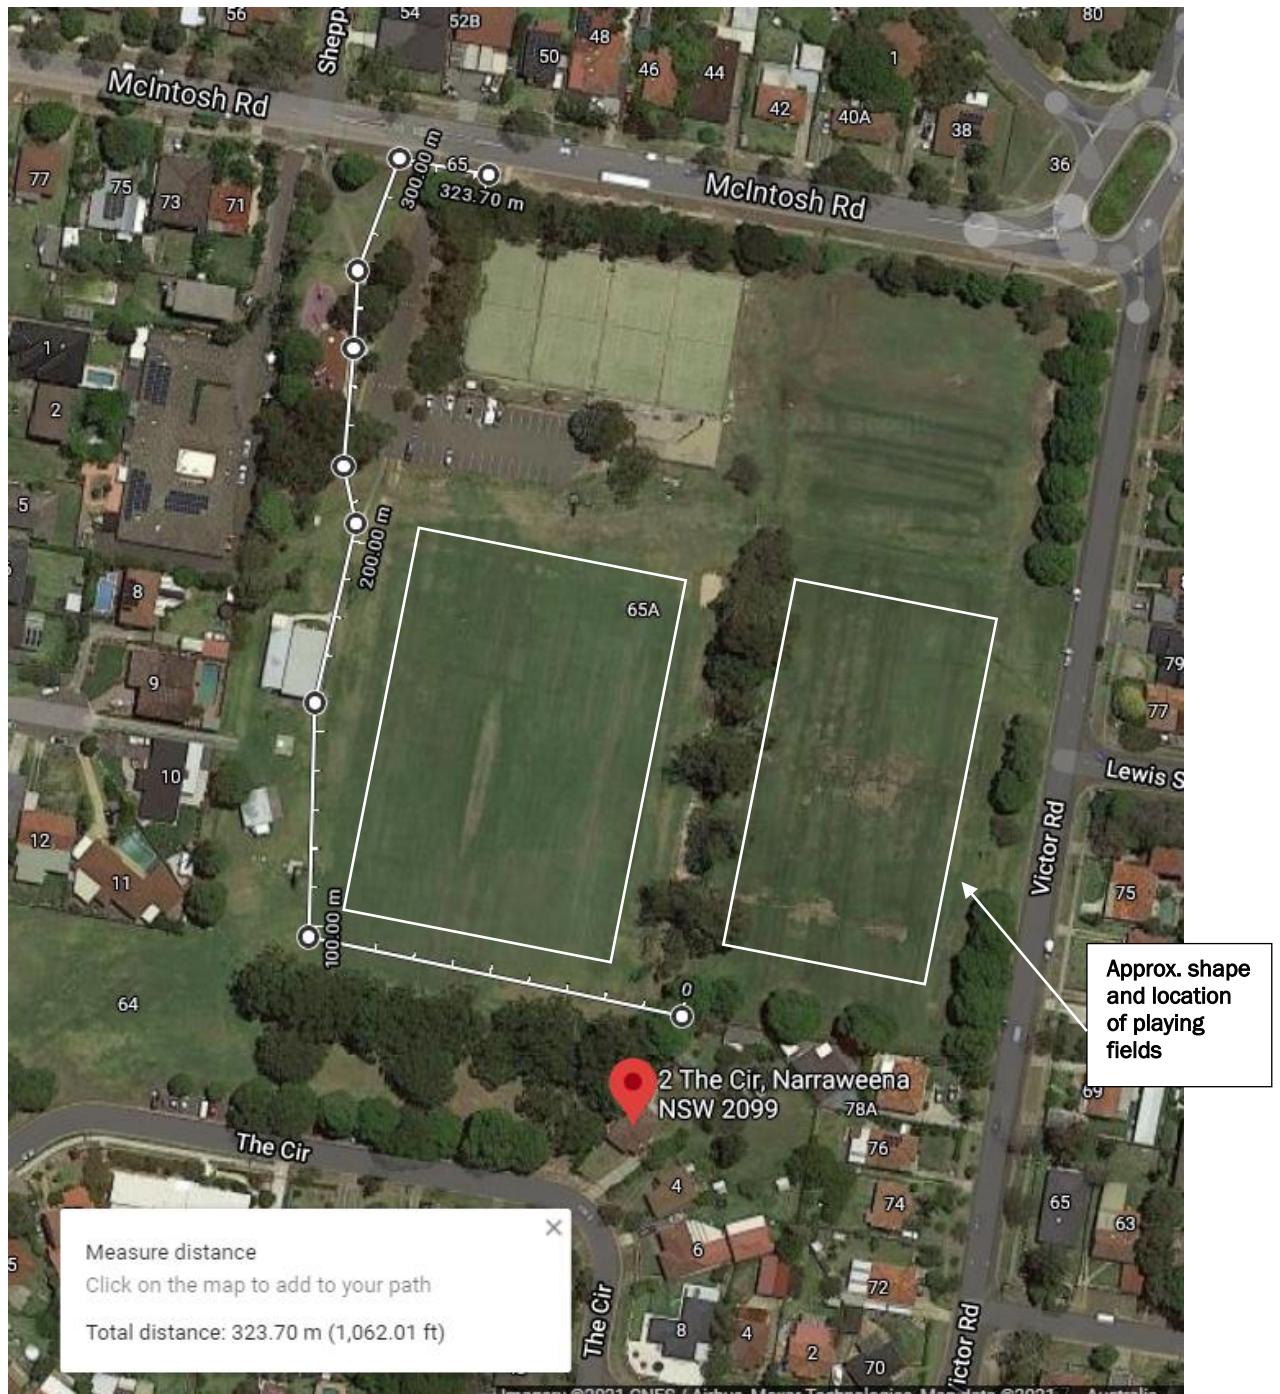 56
54
52B
48
80
Shepp
50
46
44
1
McIntosh Rd
42
40A
38
36
77
75
73
71
65
300.00 m
323.70 m
McIntosh Rd
1
2
5
200.00 m
8
65A
9
79
77
10
Lewis S
12
11
Victor Rd
75
100.00 m
0
64
Approx. shape
and location
of playing
fields
2 The Cir, Narraweena
NSW 2099
69
78A
The Cir
76
4
74
65
63
6
5
72
The Cir
8
4
2
70
ictor Rd
Measure distance
Click on the map to add to your path
Total distance: 323.70 m (1,062.01 ft)